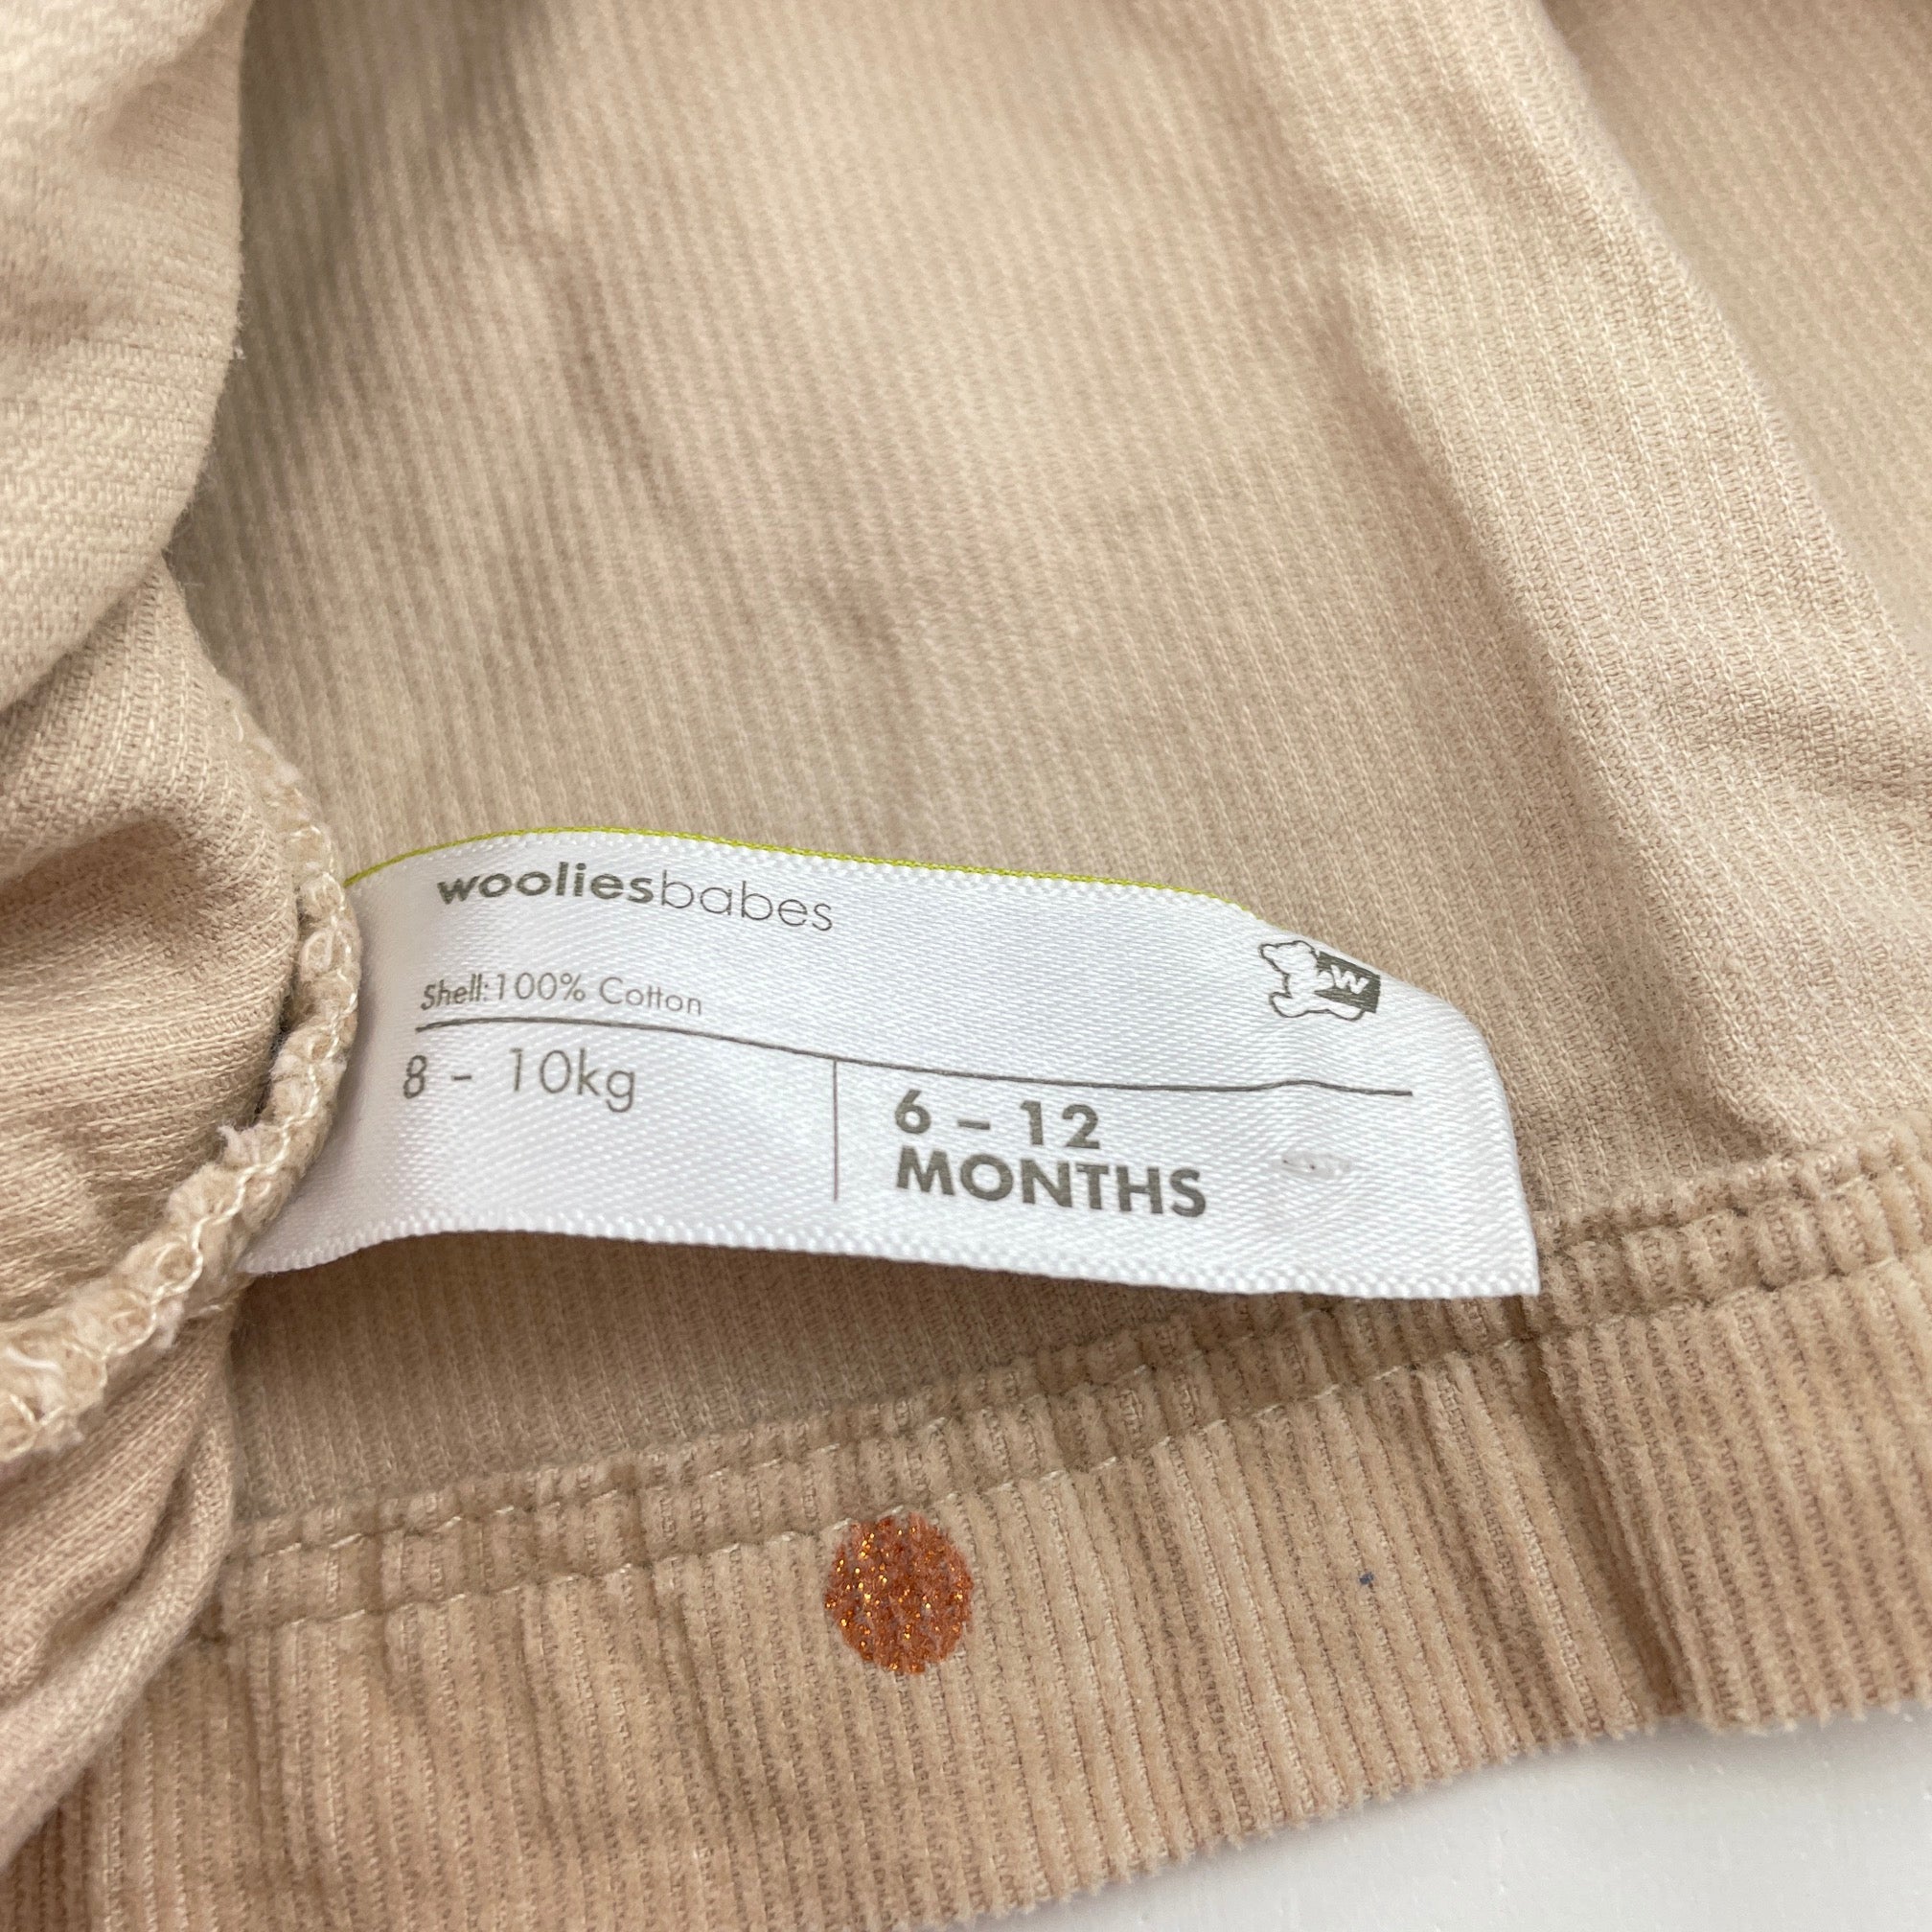 wooliesbabes
W
Shell:100% Cotton
8 - 10kg
6 – 12
MONTHS